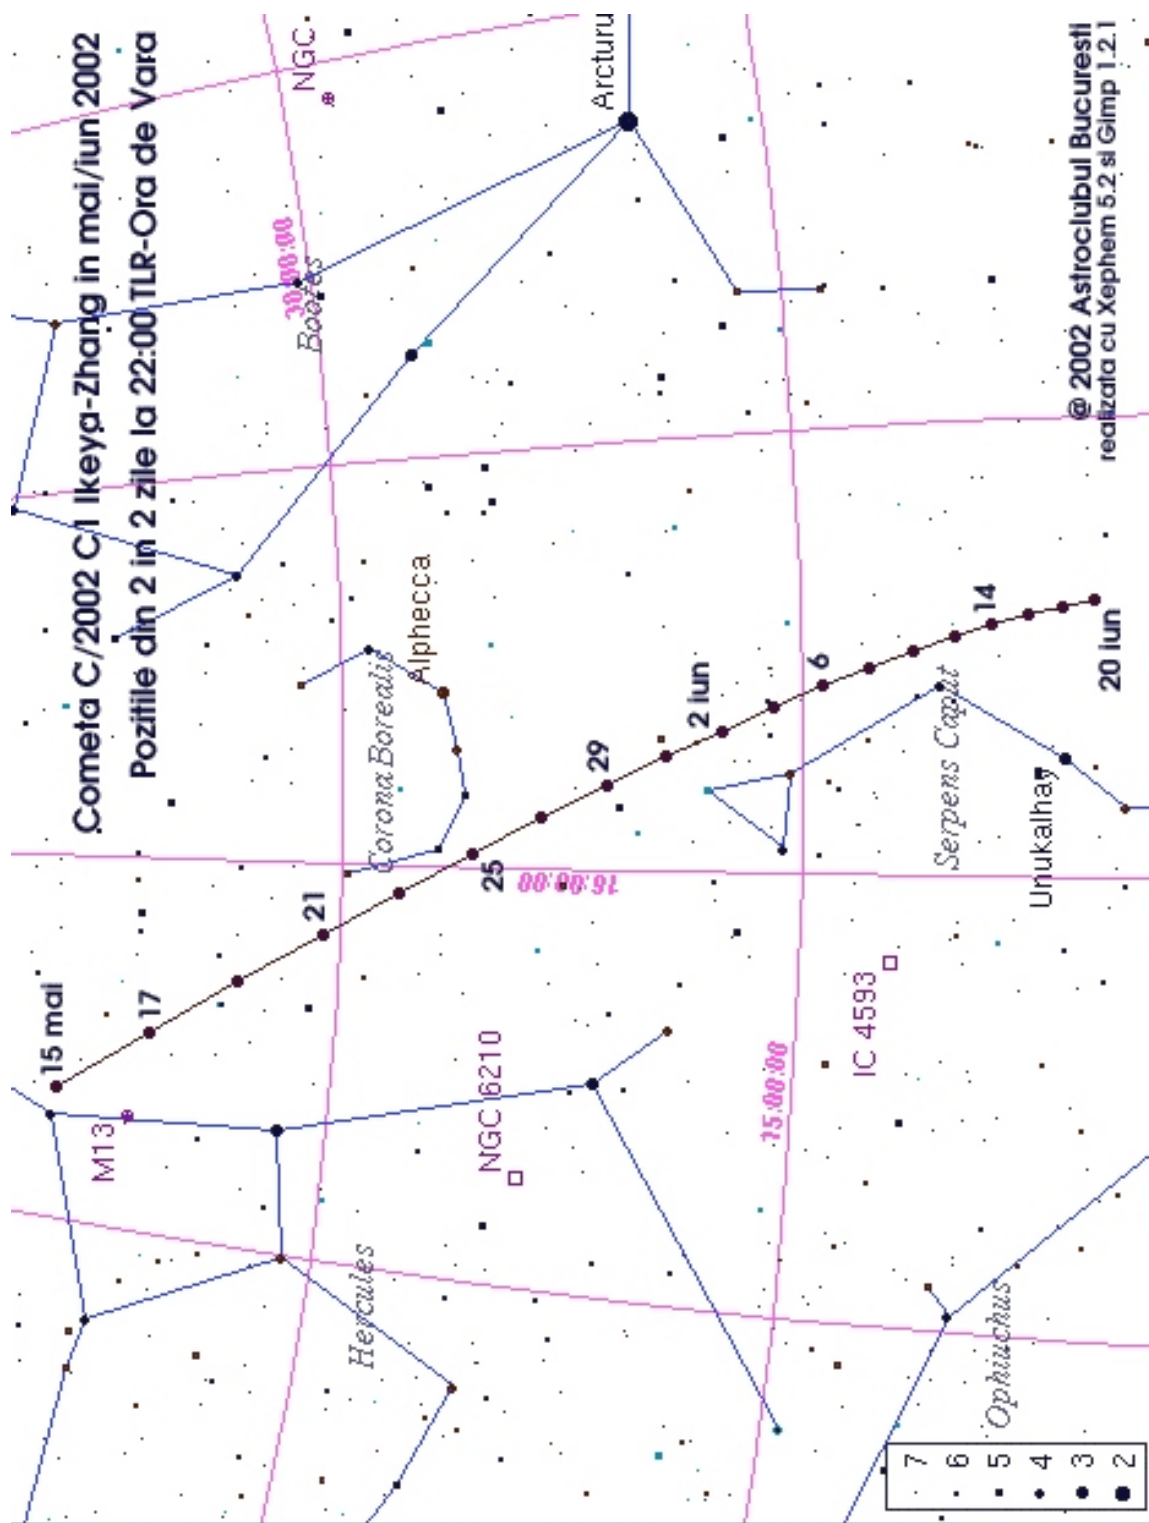 Cometa C/2002 C1 Ikeya-Zhang in mai/iun 2002
Pozitiile din 2 in 2 zile la 22:00 TLR-Ora de Vara
NGC
30:00:00
Bootes
Arcturu
Alphecca
Corona Borealis
15 mai
17
21
25
29
2 iun
6
14
20 iun
16:00:00
Serpens Caput
Unukalhay
M13
NGC 6210
IC 4593
15:00:00
Hercules
Ophiuchus
7
6
5
4
3
2
@ 2002 Astroclubul Bucuresti
realizata cu Xephem 5.2 si Gimp 1.2.1